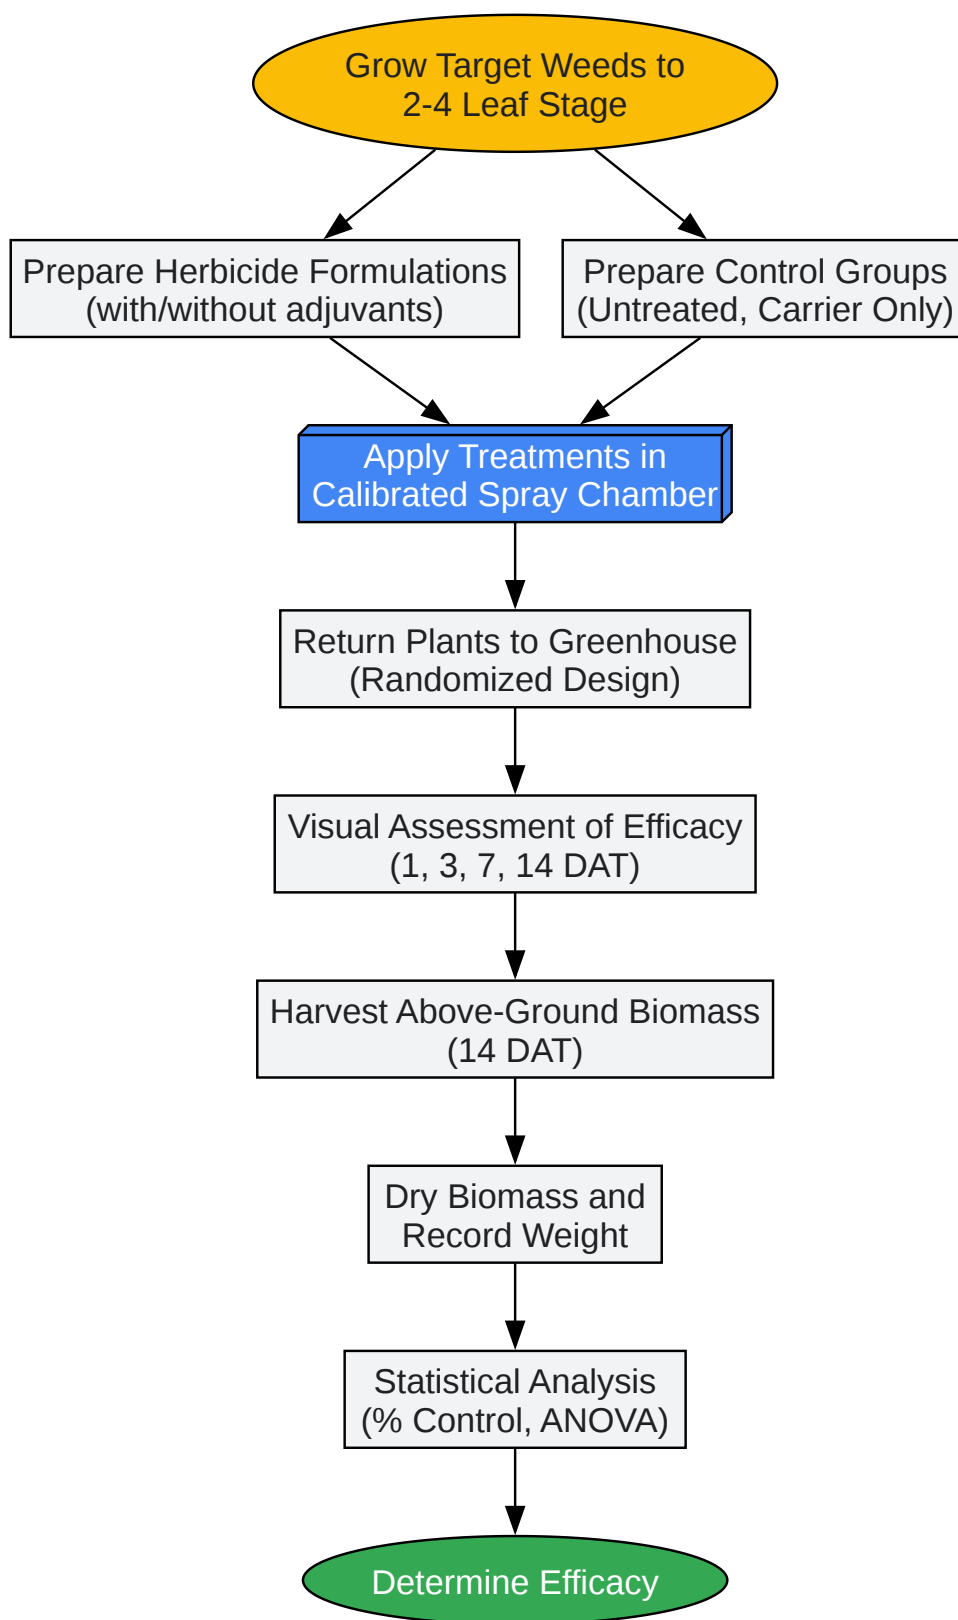 Grow Target Weeds to
2-4 Leaf Stage
Prepare Herbicide Formulations
(with/without adjuvants)
Prepare Control Groups
(Untreated, Carrier Only)
Apply Treatments in
Calibrated Spray Chamber
Return Plants to Greenhouse
(Randomized Design)
Visual Assessment of Efficacy
(1, 3, 7, 14 DAT)
Harvest Above-Ground Biomass
(14 DAT)
Dry Biomass and
Record Weight
Statistical Analysis
(% Control, ANOVA)
Determine Efficacy